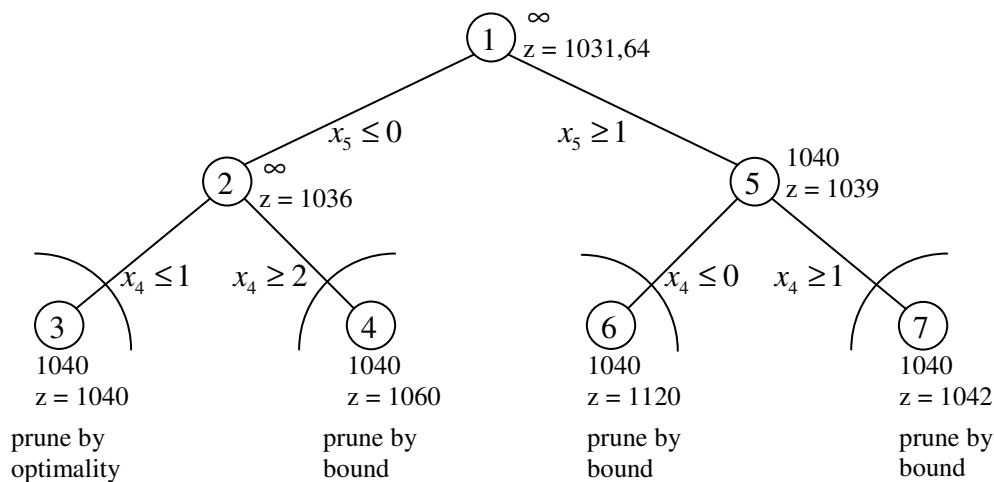 ∞
1
z = 1031,64
x₅ ≤ 0
x₅ ≥ 1
∞
2
z = 1036
1040
5
z = 1039
x₄ ≤ 1
x₄ ≥ 2
x₄ ≤ 0
x₄ ≥ 1
3
1040
z = 1040
prune by
optimality
4
1040
z = 1060
prune by
bound
6
1040
z = 1120
prune by
bound
7
1040
z = 1042
prune by
bound